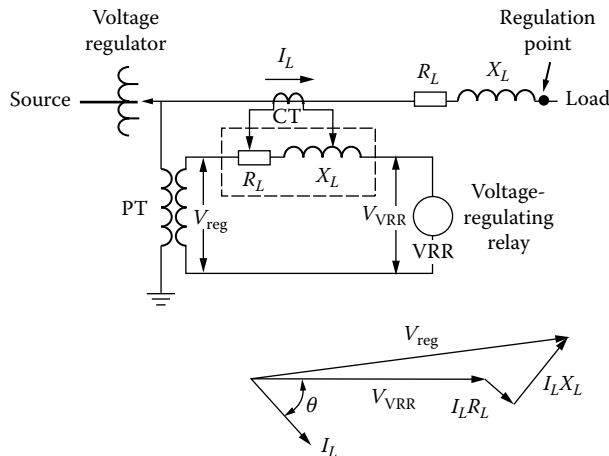 Voltage
regulator
Regulation
point
I_L
R_L
X_L
Source
Load
CT
R_L
X_L
PT
V_reg
V_VRR
VRR
Voltage-
regulating
relay
V_reg
V_VRR
I_L R_L
I_L X_L
θ
I_L